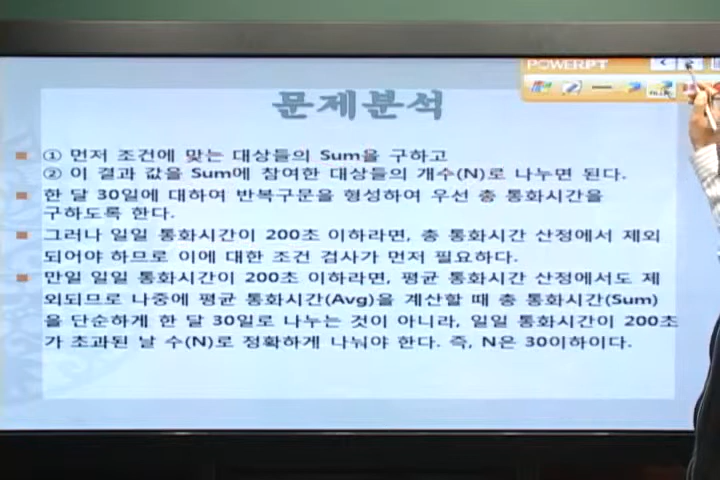 POWERPT
문제분석
① 먼저 조건에 맞는 대상들의 Sum을 구하고
② 이 결과 값을 Sum에 참여한 대상들의 개수(N)로 나누면 된다.
한 달 30일에 대하여 반복구문을 형성하여 우선 총 통화시간을
구하도록 한다.
그러나 일일 통화시간이 200초 이하라면, 총 통화시간 산정에서 제외
되어야 하므로 이에 대한 조건 검사가 먼저 필요하다.
만일 일일 통화시간이 200초 이하라면, 평균 통화시간 산정에서도 제
외되므로 나중에 평균 통화시간(Avg)을 계산할 때 총 통화시간(Sum)
을 단순하게 한 달 30일로 나누는 것이 아니라, 일일 통화시간이 200초
가 초과된 날 수(N)로 정확하게 나눠야 한다. 즉, N은 30이하이다.